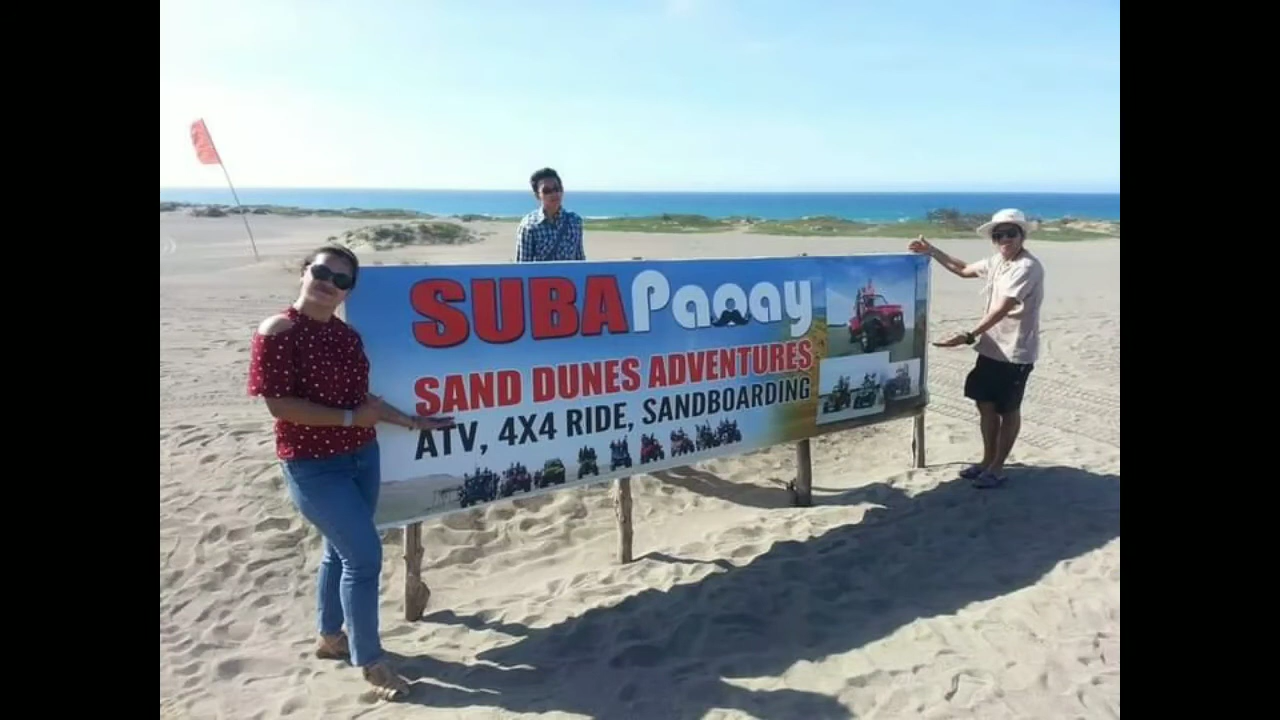 SUBA Paoay
SAND DUNES ADVENTURES
ATV, 4X4 RIDE, SANDBOARDING